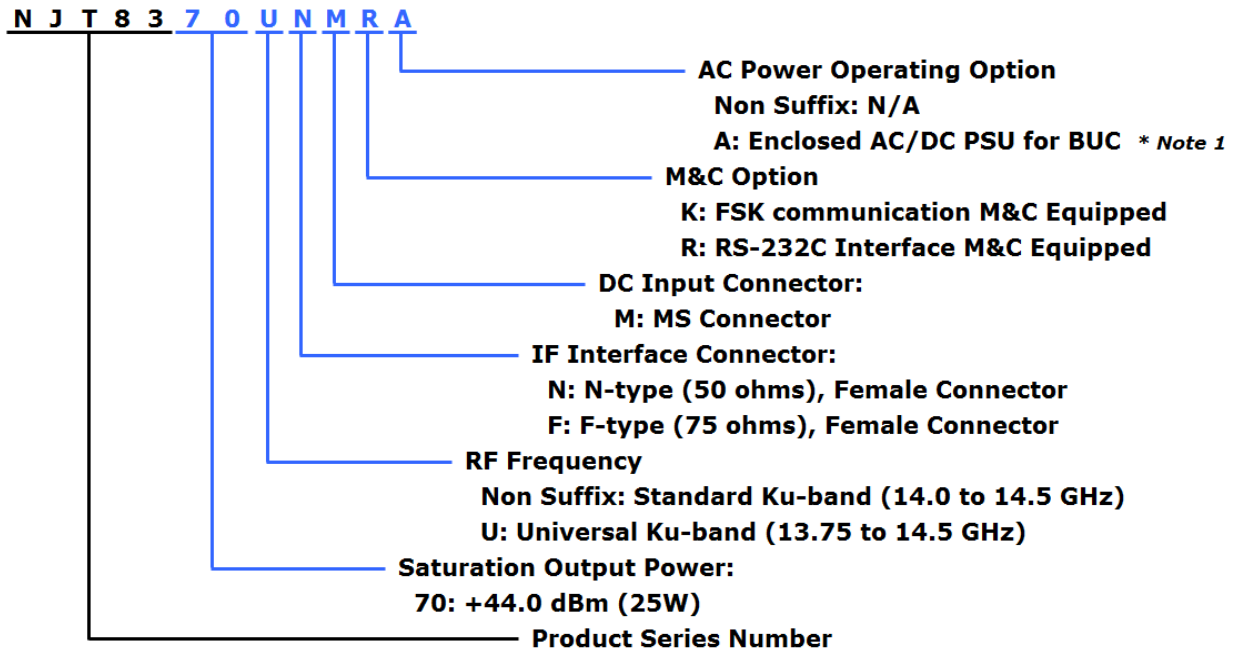 N J T 8 3 7 0 U N M R A
AC Power Operating Option
Non Suffix: N/A
A: Enclosed AC/DC PSU for BUC * Note 1
M&C Option
K: FSK communication M&C Equipped
R: RS-232C Interface M&C Equipped
DC Input Connector:
M: MS Connector
IF Interface Connector:
N: N-type (50 ohms), Female Connector
F: F-type (75 ohms), Female Connector
RF Frequency
Non Suffix: Standard Ku-band (14.0 to 14.5 GHz)
U: Universal Ku-band (13.75 to 14.5 GHz)
Saturation Output Power:
70: +44.0 dBm (25W)
Product Series Number